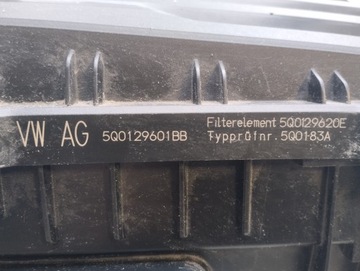 Filterelement 5Q0129620E
VW AG 5Q0129601BB
Typprüfnr. 5Q0183A